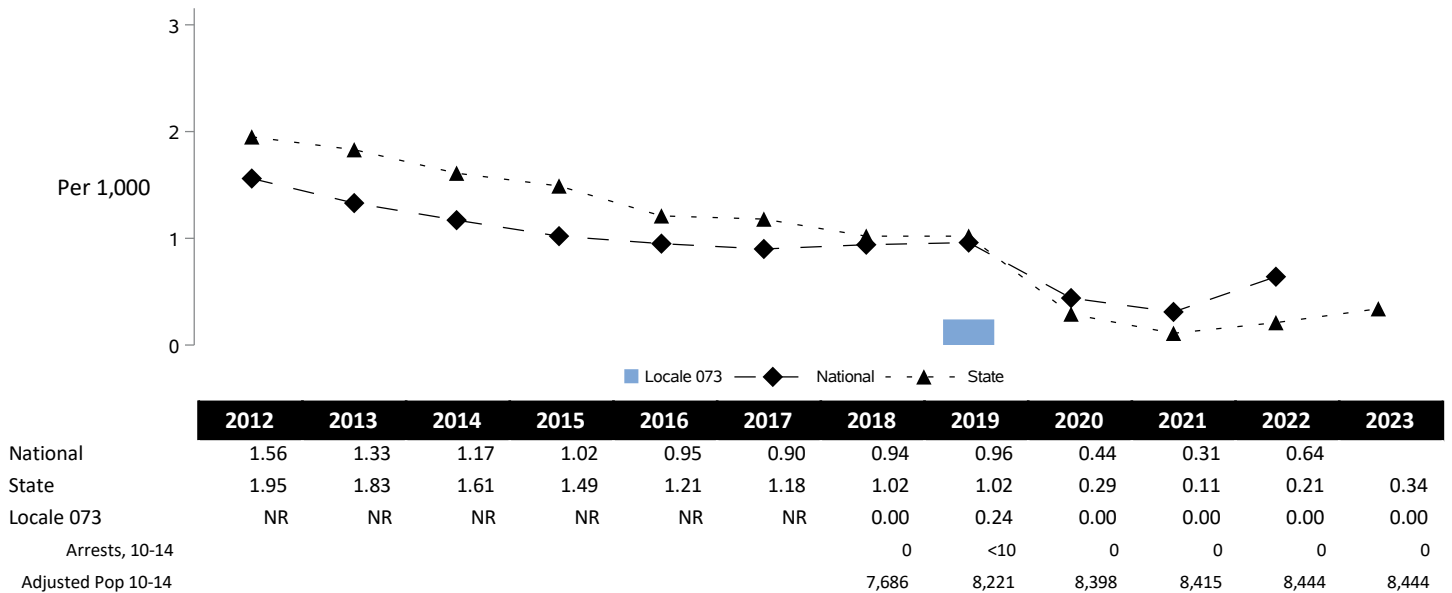 3
2
Per 1,000
1
0
Locale 073 National State
2012 2013 2014 2015 2016 2017 2018 2019 2020 2021 2022 2023
National 1.56 1.33 1.17 1.02 0.95 0.90 0.94 0.96 0.44 0.31 0.64
State 1.95 1.83 1.61 1.49 1.21 1.18 1.02 1.02 0.29 0.11 0.21 0.34
Locale 073 NR NR NR NR NR NR 0.00 0.24 0.00 0.00 0.00 0.00
Arrests, 10-14 0 <10 0 0 0 0
Adjusted Pop 10-14 7,686 8,221 8,398 8,415 8,444 8,444